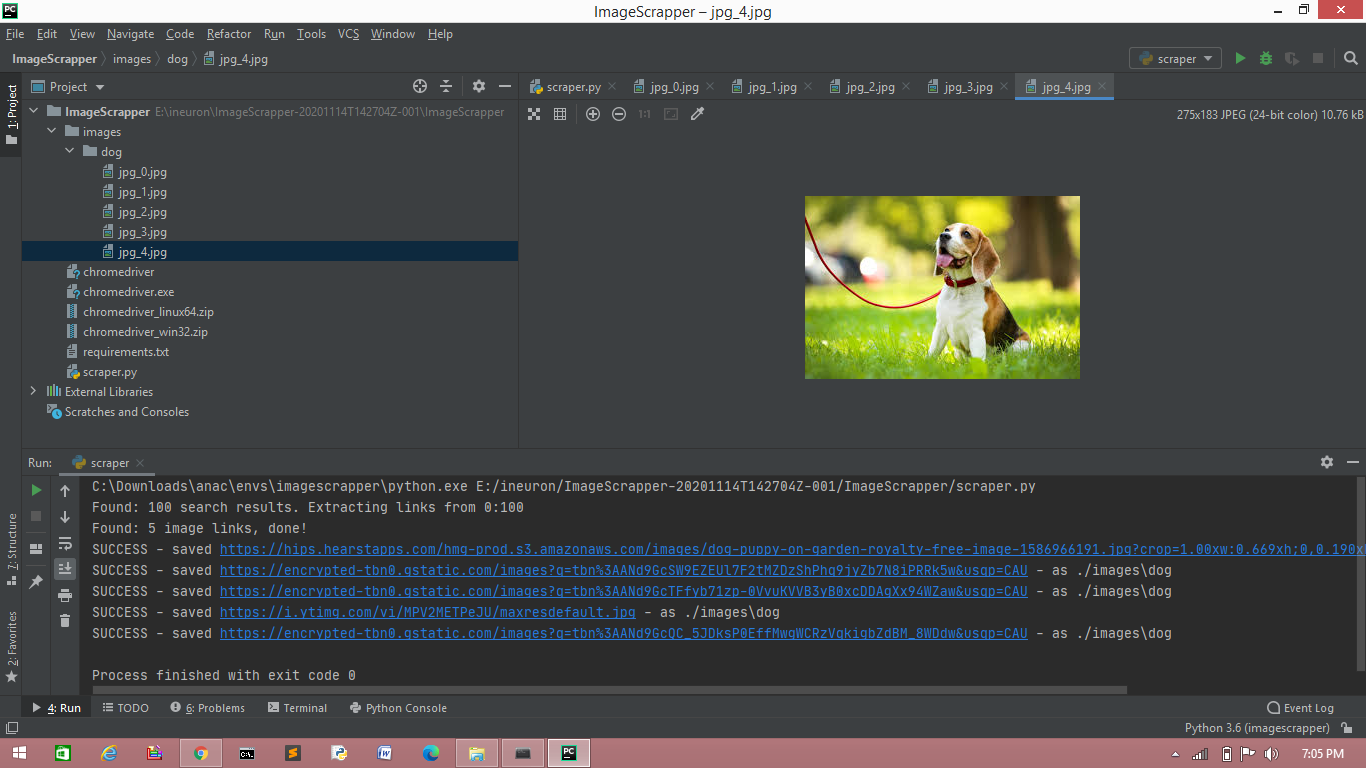 ImageScrapper – jpg_4.jpg
File Edit View Navigate Code Refactor Run Tools VCS Window Help
ImageScrapper images dog jpg_4.jpg scraper
1: Project
Project
scraper.py jpg_0.jpg jpg_1.jpg jpg_2.jpg jpg_3.jpg jpg_4.jpg
ImageScrapper E:\ineuron\ImageScrapper-20201114T142704Z-001\ImageScrapper
images
dog
jpg_0.jpg
jpg_1.jpg
jpg_2.jpg
jpg_3.jpg
jpg_4.jpg
chromedriver
chromedriver.exe
chromedriver_linux64.zip
chromedriver_win32.zip
requirements.txt
scraper.py
External Libraries
Scratches and Consoles
1:1
275x183 JPEG (24-bit color) 10.76 kB
Run: scraper
C:\Downloads\anac\envs\imagescrapper\python.exe E:/ineuron/ImageScrapper-20201114T142704Z-001/ImageScrapper/scraper.py
Found: 100 search results. Extracting links from 0:100
Found: 5 image links, done!
SUCCESS - saved https://hips.hearstapps.com/hmg-prod.s3.amazonaws.com/images/dog-puppy-on-garden-royalty-free-image-1586966191.jpg?crop=1.00xw:0.669xh;0,0.190x
SUCCESS - saved https://encrypted-tbn0.gstatic.com/images?q=tbn%3AANd9GcSW9EZEUl7F2tMZDzShPhq9jyZb7N8iPRRk5w&usqp=CAU - as ./images\dog
SUCCESS - saved https://encrypted-tbn0.gstatic.com/images?q=tbn%3AANd9GcTFfyb71zp-0VvuKVVB3yB0xcDDAgXx94WZaw&usqp=CAU - as ./images\dog
SUCCESS - saved https://i.ytimg.com/vi/MPV2METPeJU/maxresdefault.jpg - as ./images\dog
SUCCESS - saved https://encrypted-tbn0.gstatic.com/images?q=tbn%3AANd9GcQC_5JDksP0EffMwgWCRzVqkigbZdBM_8WDdw&usqp=CAU - as ./images\dog
Process finished with exit code 0
7: Structure
2: Favorites
4: Run TODO 6: Problems Terminal Python Console Event Log
Python 3.6 (imagescrapper)
7:05 PM